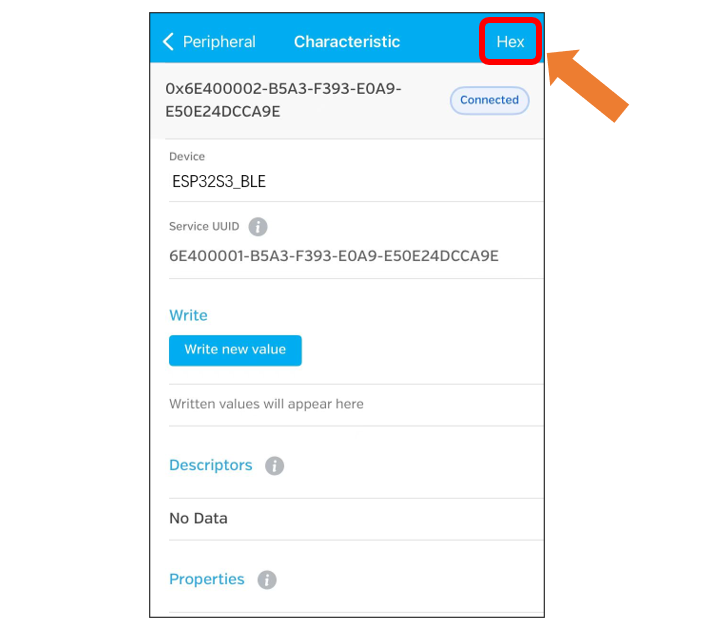 Peripheral Characteristic Hex
0x6E400002-B5A3-F393-E0A9-
E50E24DCCA9E
Connected
Device
ESP32S3_BLE
Service UUID i
6E400001-B5A3-F393-E0A9-E50E24DCCA9E
Write
Write new value
Written values will appear here
Descriptors i
No Data
Properties i